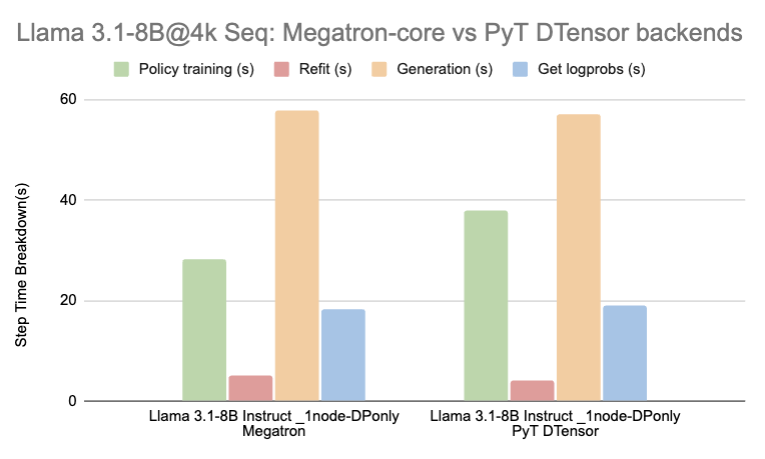 Llama 3.1-8B@4k Seq: Megatron-core vs PyT DTensor backends
Policy training (s) Refit (s) Generation (s) Get logprobs (s)
Step Time Breakdown(s)
60
40
20
0
Llama 3.1-8B Instruct _1node-DPonly
Megatron
Llama 3.1-8B Instruct _1node-DPonly
PyT DTensor